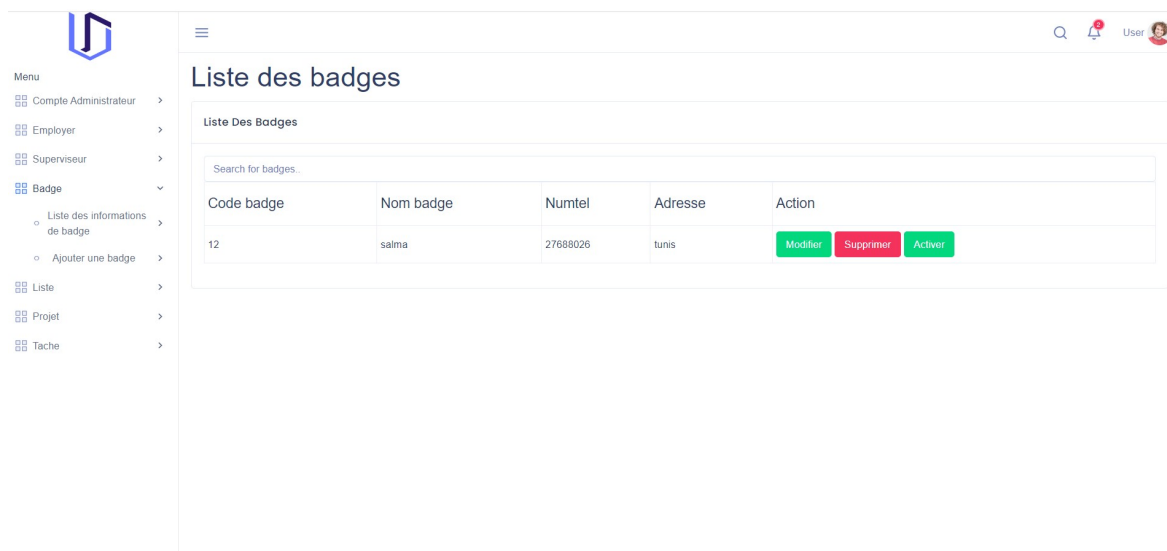 2
User
Menu
Compte Administrateur
Employer
Superviseur
Badge
Liste des informations
de badge
Ajouter une badge
Liste
Projet
Tache
Liste des badges
Liste Des Badges
Search for badges..
Code badge Nom badge Numtel Adresse Action
12 salma 27688026 tunis Modifier Supprimer Activer